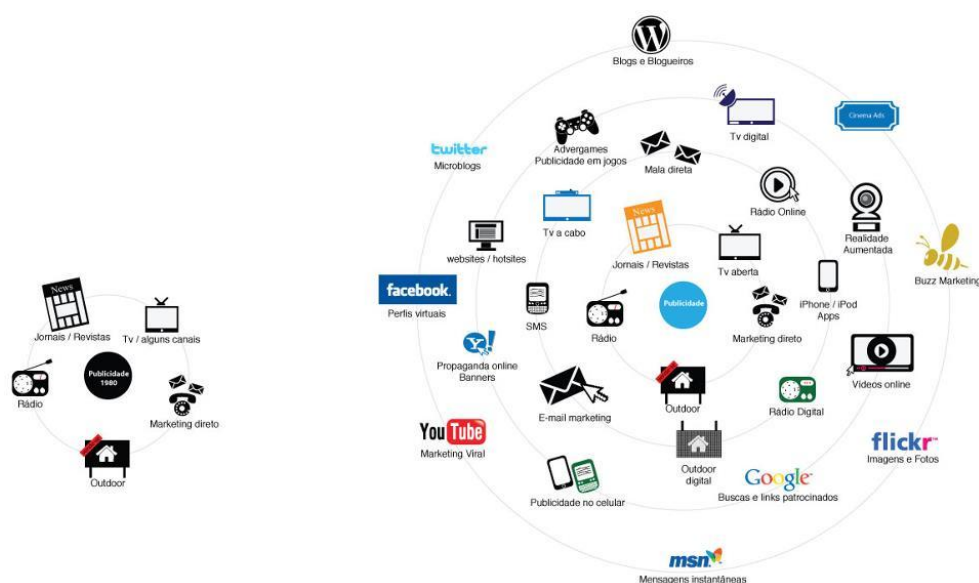 News
Jornais / Revistas
Tv / alguns canais
Publicidade
1980
Rádio
Marketing direto
Outdoor
Blogs e Blogueiros
Tv digital
Cinema Ads
Advergames
Publicidade em jogos
twitter
Microblogs
Mala direta
Rádio Online
Realidade
Aumentada
Tv a cabo
News
Jornais / Revistas
Tv aberta
websites / hotsites
Buzz Marketing
facebook.
Perfis virtuais
SMS
Rádio
Publicidade
Marketing direto
iPhone / iPod
Apps
Y!
Propaganda online
Banners
Vídeos online
E-mail marketing
Outdoor
Rádio Digital
YouTube
Marketing Viral
flickr
Imagens e Fotos
Outdoor
digital
Google
Buscas e links patrocinados
Publicidade no celular
msn
Mensagens instantâneas